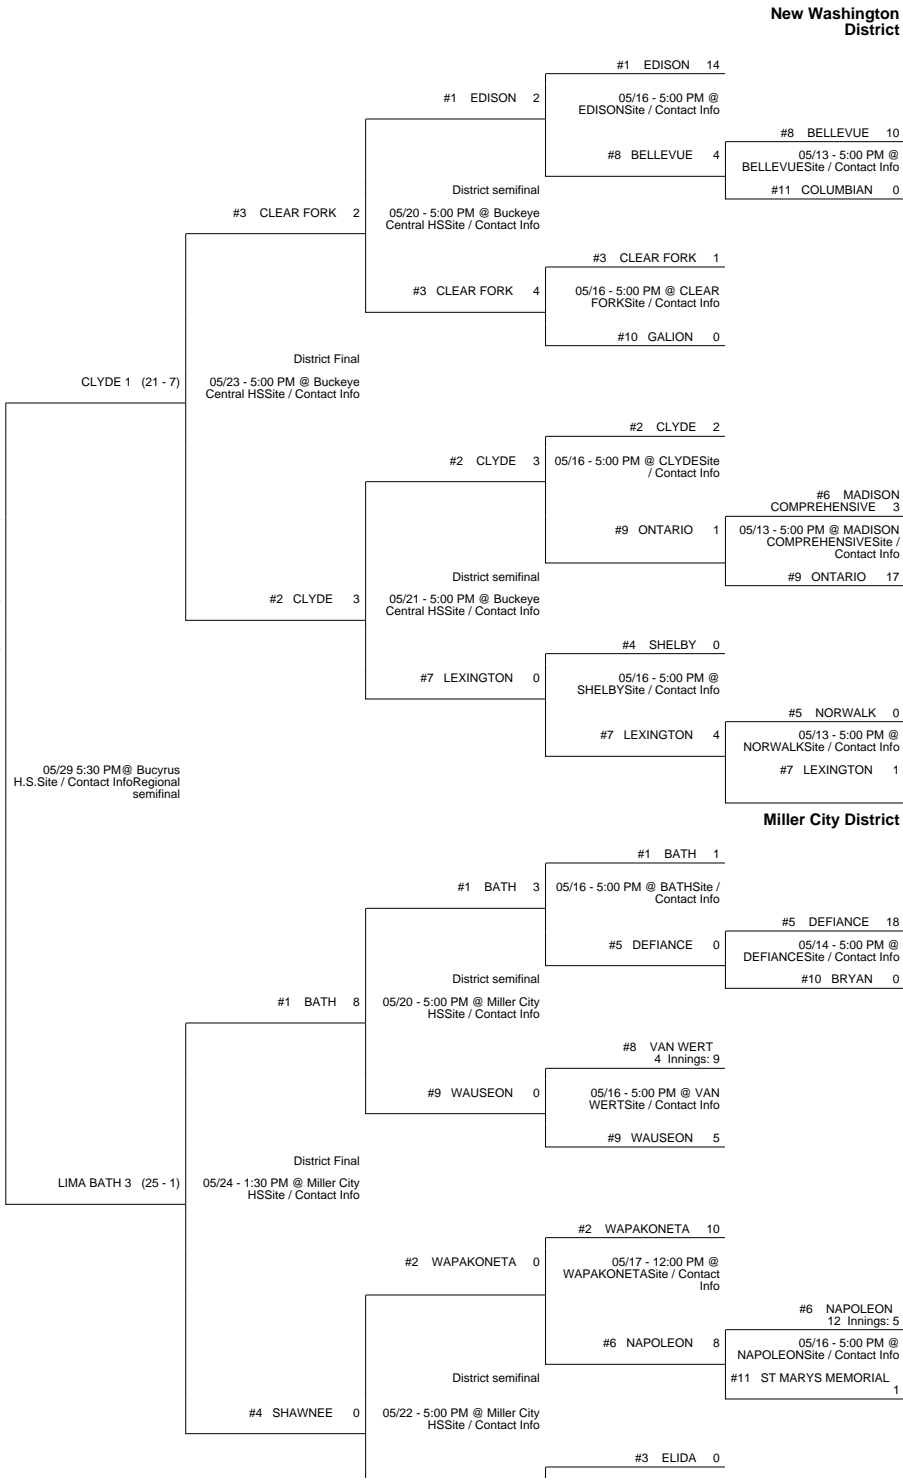 New Washington
District
#1 EDISON 14
#1 EDISON 2
05/16 - 5:00 PM @
EDISONSite / Contact Info
#8 BELLEVUE 10
#8 BELLEVUE 4
05/13 - 5:00 PM @
BELLEVUESite / Contact Info
District semifinal
#11 COLUMBIAN 0
#3 CLEAR FORK 2
05/20 - 5:00 PM @ Buckeye
Central HSSite / Contact Info
#3 CLEAR FORK 1
#3 CLEAR FORK 4
05/16 - 5:00 PM @ CLEAR
FORKSite / Contact Info
#10 GALION 0
District Final
CLYDE 1 (21 - 7)
05/23 - 5:00 PM @ Buckeye
Central HSSite / Contact Info
#2 CLYDE 2
#2 CLYDE 3
05/16 - 5:00 PM @ CLYDESite
/ Contact Info
#6 MADISON
COMPREHENSIVE 3
#9 ONTARIO 1
05/13 - 5:00 PM @ MADISON
COMPREHENSIVESite /
Contact Info
District semifinal
#9 ONTARIO 17
#2 CLYDE 3
05/21 - 5:00 PM @ Buckeye
Central HSSite / Contact Info
#4 SHELBY 0
#7 LEXINGTON 0
05/16 - 5:00 PM @
SHELBYSite / Contact Info
#5 NORWALK 0
#7 LEXINGTON 4
05/13 - 5:00 PM @
NORWALKSite / Contact Info
05/29 5:30 PM@ Bucyrus
H.S.Site / Contact InfoRegional
semifinal
#7 LEXINGTON 1
Miller City District
#1 BATH 1
#1 BATH 3
05/16 - 5:00 PM @ BATHSite /
Contact Info
#5 DEFIANCE 18
#5 DEFIANCE 0
05/14 - 5:00 PM @
DEFIANCESite / Contact Info
District semifinal
#10 BRYAN 0
#1 BATH 8
05/20 - 5:00 PM @ Miller City
HSSite / Contact Info
#8 VAN WERT
4 Innings: 9
#9 WAUSEON 0
05/16 - 5:00 PM @ VAN
WERTSite / Contact Info
#9 WAUSEON 5
District Final
LIMA BATH 3 (25 - 1)
05/24 - 1:30 PM @ Miller City
HSSite / Contact Info
#2 WAPAKONETA 10
#2 WAPAKONETA 0
05/17 - 12:00 PM @
WAPAKONETASite / Contact
Info
#6 NAPOLEON
12 Innings: 5
#6 NAPOLEON 8
05/16 - 5:00 PM @
NAPOLEONSite / Contact Info
District semifinal
#11 ST MARYS MEMORIAL
1
#4 SHAWNEE 0
05/22 - 5:00 PM @ Miller City
HSSite / Contact Info
#3 ELIDA 0